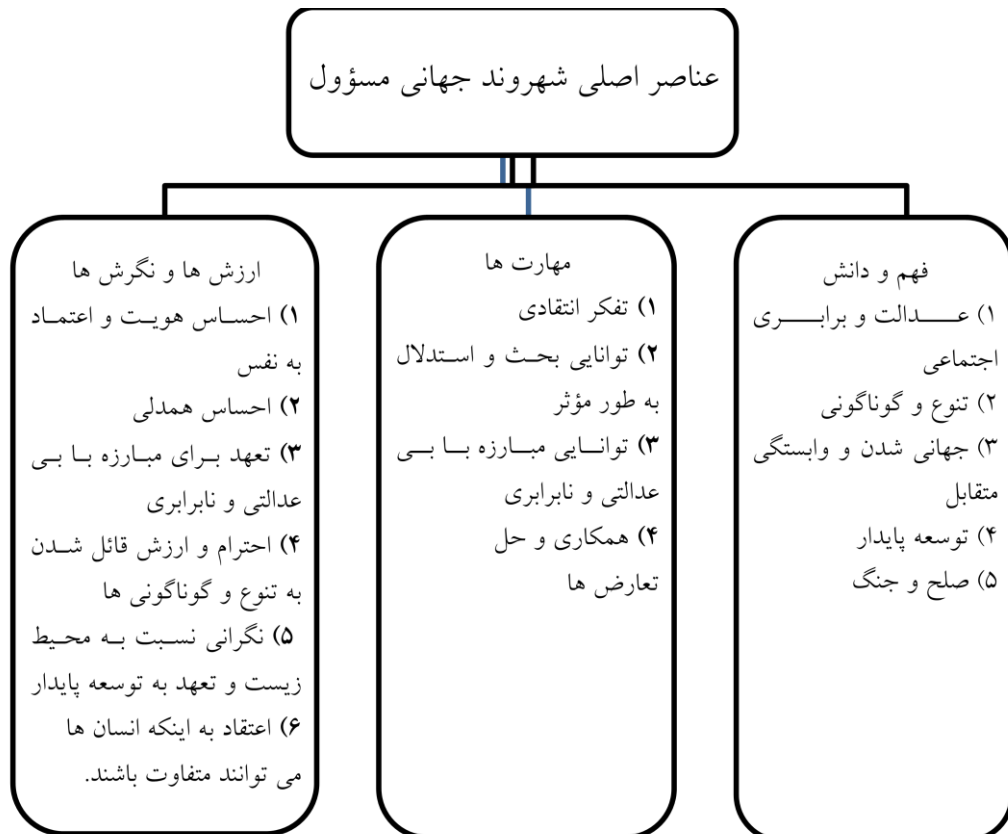 عناصر اصلی شهروند جهانی مسؤول
فهم و دانش
۱) عــــدالت و برابــــری
اجتماعی
۲) تنوع و گوناگونی
۳) جهانی شدن و وابستگی
متقابل
۴) توسعه پایدار
۵) صلح و جنگ
مهارت ها
۱) تفکر انتقادی
۲) توانایی بحث و استدلال
به طور مؤثر
۳) توانایی مبارزه با بی
عدالتی و نابرابری
۴) همکاری و حل
تعارض ها
ارزش ها و نگرش ها
۱) احساس هویت و اعتماد
به نفس
۲) احساس همدلی
۳) تعهد برای مبارزه با بی
عدالتی و نابرابری
۴) احترام و ارزش قائل شدن
به تنوع و گوناگونی ها
۵) نگرانی نسبت به محیط
زیست و تعهد به توسعه پایدار
۶) اعتقاد به اینکه انسان ها
می توانند متفاوت باشند.